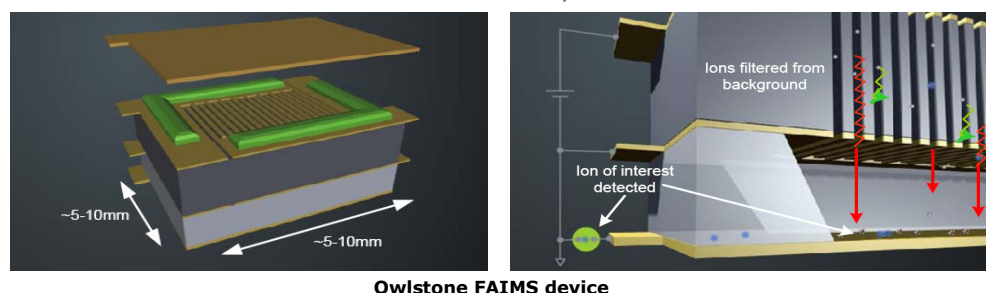 ~5-10mm
~5-10mm
Ions filtered from
background
Ion of interest
detected
Owlstone FAIMS device